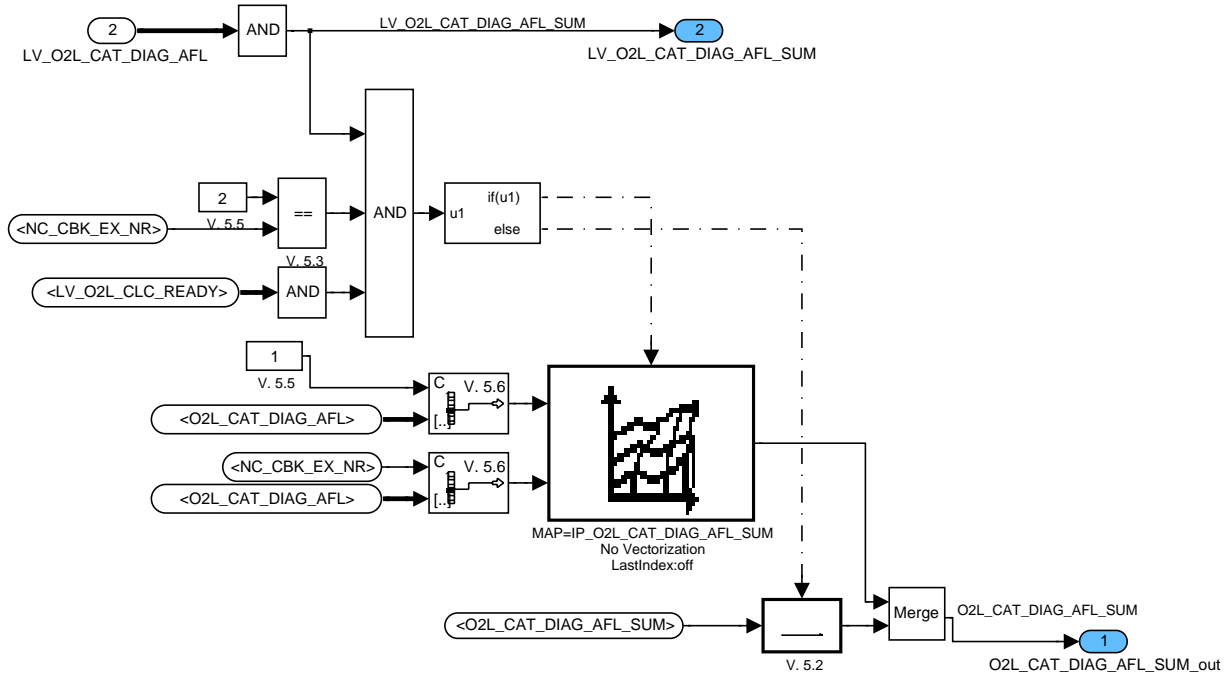 2
AND
LV_O2L_CAT_DIAG_AFL_SUM
2
LV_O2L_CAT_DIAG_AFL
LV_O2L_CAT_DIAG_AFL_SUM
2
V. 5.5
==
V. 5.3
AND
u1
if(u1)
else
<NC_CBK_EX_NR>
<LV_O2L_CLC_READY>
AND
1
V. 5.5
C
V. 5.6
[..]
<O2L_CAT_DIAG_AFL>
<NC_CBK_EX_NR>
C
V. 5.6
[..]
<O2L_CAT_DIAG_AFL>
MAP=IP_O2L_CAT_DIAG_AFL_SUM
No Vectorization
LastIndex:off
<O2L_CAT_DIAG_AFL_SUM>
V. 5.2
Merge
O2L_CAT_DIAG_AFL_SUM
1
O2L_CAT_DIAG_AFL_SUM_out